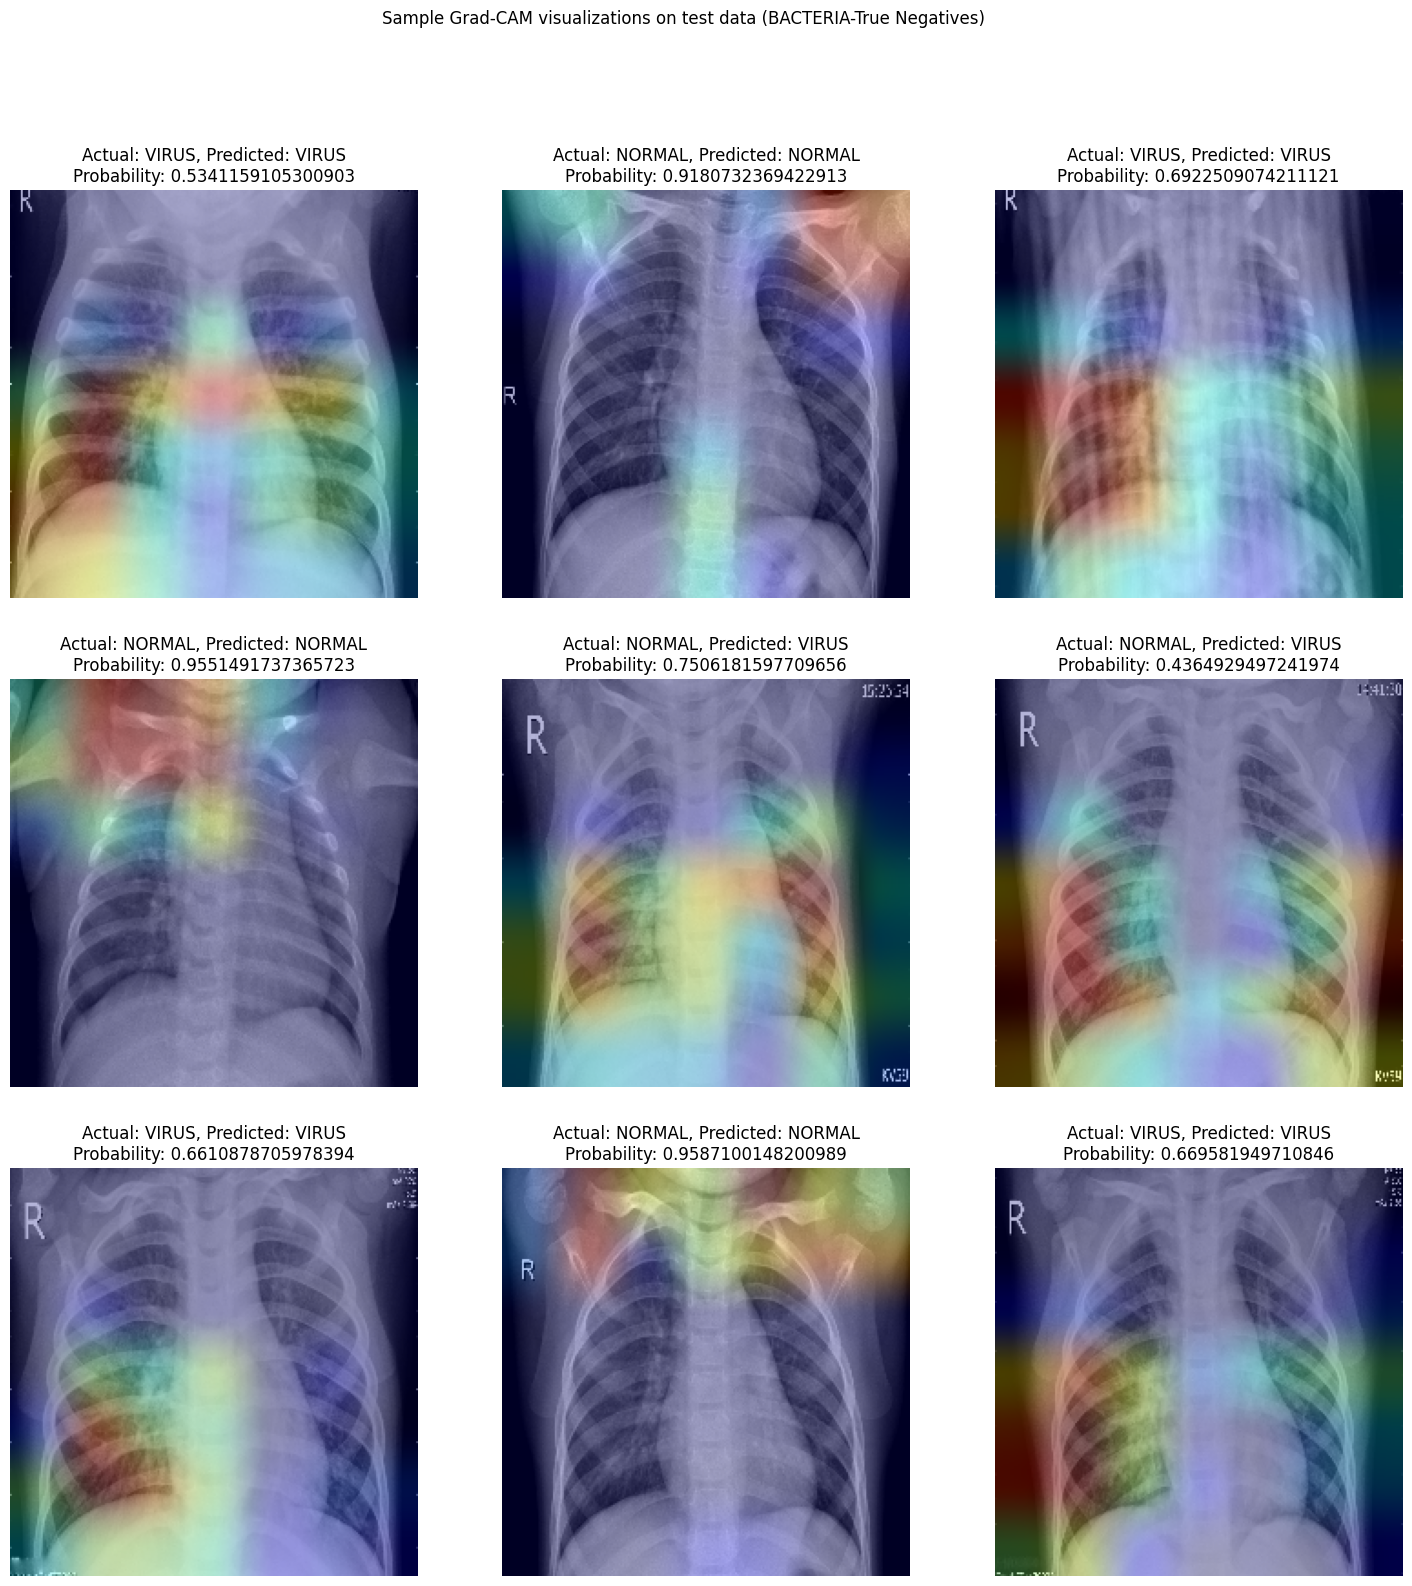 Sample Grad-CAM visualizations on test data (BACTERIA-True Negatives)
Actual: VIRUS, Predicted: VIRUS
Probability: 0.5341159105300903
Actual: NORMAL, Predicted: NORMAL
Probability: 0.9180732369422913
Actual: VIRUS, Predicted: VIRUS
Probability: 0.6922509074211121
R
R
R
Actual: NORMAL, Predicted: NORMAL
Probability: 0.9551491737365723
Actual: NORMAL, Predicted: VIRUS
Probability: 0.7506181597709656
Actual: NORMAL, Predicted: VIRUS
Probability: 0.4364929497241974
R
R
Actual: VIRUS, Predicted: VIRUS
Probability: 0.6610878705978394
Actual: NORMAL, Predicted: NORMAL
Probability: 0.9587100148200989
Actual: VIRUS, Predicted: VIRUS
Probability: 0.669581949710846
R
R
R